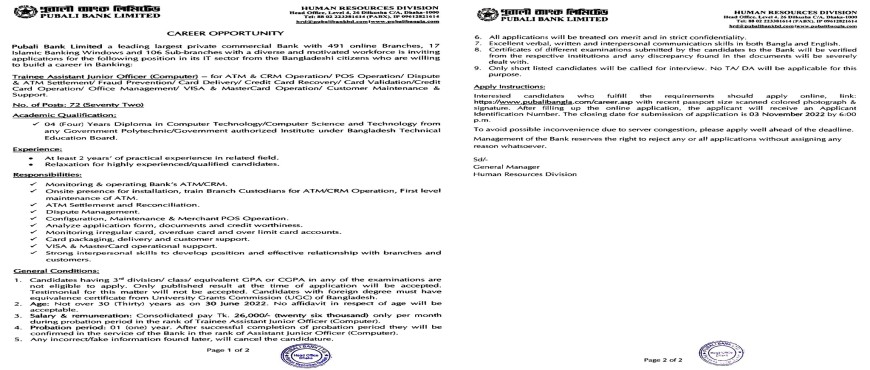 পূবালী ব্যাংক লিমিটেড
PUBALI BANK LIMITED
HUMAN RESOURCES DIVISION
Head Office, Level 4, 26 Dilkusha C/A, Dhaka-1000
Tel: 88 02 223381614 (PABX), IP 09613821614
CAREER OPPORTUNITY
Pubali Bank Limited a leading largest private commercial Bank with 491 online Branches, 17
Islamic Banking Windows and 106 Sub-branches with a diverse and motivated workforce is inviting
applications for the following position in its IT sector from the Bangladeshi citizens who are willing
to build a career in Banking:
Trainee Assistant Junior Officer (Computer) – for ATM & CRM Operation/ POS Operation/ Dispute
& ATM Settlement/ Fraud Prevention/ Card Delivery/ Credit Card Recovery/ Card Validation/Credit
Card Operation/ Office Management/ VISA & MasterCard Operation/ Customer Maintenance &
Support.
No. of Posts: 72 (Seventy Two)
Academic Qualification:
✓ 04 (Four) Years Diploma in Computer Technology/Computer Science and Technology from
any Government Polytechnic/Government authorized Institute under Bangladesh Technical
Education Board.
Experience:
• At least 2 years' of practical experience in related field.
• Relaxation for highly experienced/qualified candidates.
Responsibilities:
✓ Monitoring & operating Bank's ATM/CRM.
✓ Onsite presence for installation, train Branch Custodians for ATM/CRM Operation, First level
maintenance of ATM.
✓ ATM Settlement and Reconciliation.
✓ Dispute Management.
✓ Configuration, Maintenance & Merchant POS Operation.
✓ Analyze application form, documents and credit worthiness.
✓ Monitoring irregular card, overdue card and over limit card accounts.
✓ Card packaging, delivery and customer support.
✓ VISA & MasterCard operational support.
✓ Strong interpersonal skills to develop position and effective relationship with branches and
customers.
General Conditions:
1. Candidates having 3rd division/ class/ equivalent GPA or CGPA in any of the examinations are
not eligible to apply. Only published result at the time of application will be accepted.
Testimonial for this matter will not be accepted. Candidates with foreign degree must have
equivalence certificate from University Grants Commission (UGC) of Bangladesh.
2. Age: Not over 30 (Thirty) years as on 30 June 2022. No affidavit in respect of age will be
acceptable.
3. Salary & remuneration: Consolidated pay Tk. 26,000/- (twenty six thousand) only per month
during probation period in the rank of Trainee Assistant Junior Officer (Computer).
4. Probation period: 01 (one) year. After successful completion of probation period they will be
confirmed in the service of the Bank in the rank of Assistant Junior Officer (Computer).
5. Any incorrect/fake information found later, will cancel the candidature.
Page 1 of 2
Head Office
Dhaka
পূবালী ব্যাংক লিমিটেড
PUBALI BANK LIMITED
HUMAN RESOURCES DIVISION
Head Office, Level 4, 26 Dilkusha C/A, Dhaka-1000
Tel: 88 02 223381614 (PABX), IP 09613821614
6. All applications will be treated on merit and in strict confidentiality.
7. Excellent verbal, written and interpersonal communication skills in both Bangla and English.
8. Certificates of different examinations submitted by the candidates to the Bank will be verified
from the respective institutions and any discrepancy found in the documents will be severely
dealt with.
9. Only short listed candidates will be called for interview. No TA/ DA will be applicable for this
purpose.
Apply Instructions:
Interested candidates who fulfill the requirements should apply online, link:
https://www.pubalibangla.com/career.asp with recent passport size scanned colored photograph &
signature. After filling up the online application, the applicant will receive an Applicant
Identification Number. The closing date for submission of application is 03 November 2022 by 6:00
p.m.
To avoid possible inconvenience due to server congestion, please apply well ahead of the deadline.
Management of the Bank reserves the right to reject any or all applications without assigning any
reason whatsoever.
Sd/-
General Manager
Human Resources Division
Head Office
Dhaka
Page 2 of 2